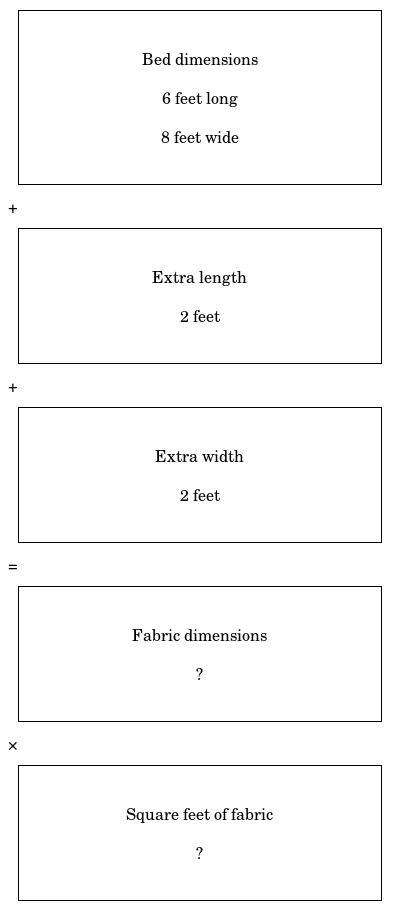 Bed dimensions
6 feet long
8 feet wide
+
Extra length
2 feet
+
Extra width
2 feet
=
Fabric dimensions
?
×
Square feet of fabric
?